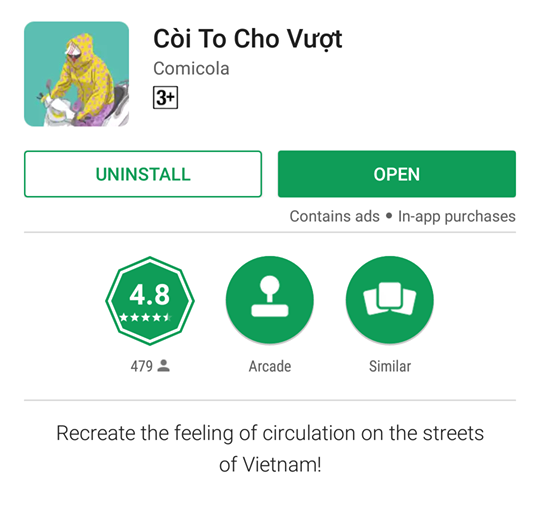 Còi To Cho Vượt
Comicola
3+
UNINSTALL
OPEN
Contains ads • In-app purchases
4.8
479
Arcade
Similar
Recreate the feeling of circulation on the streets
of Vietnam!